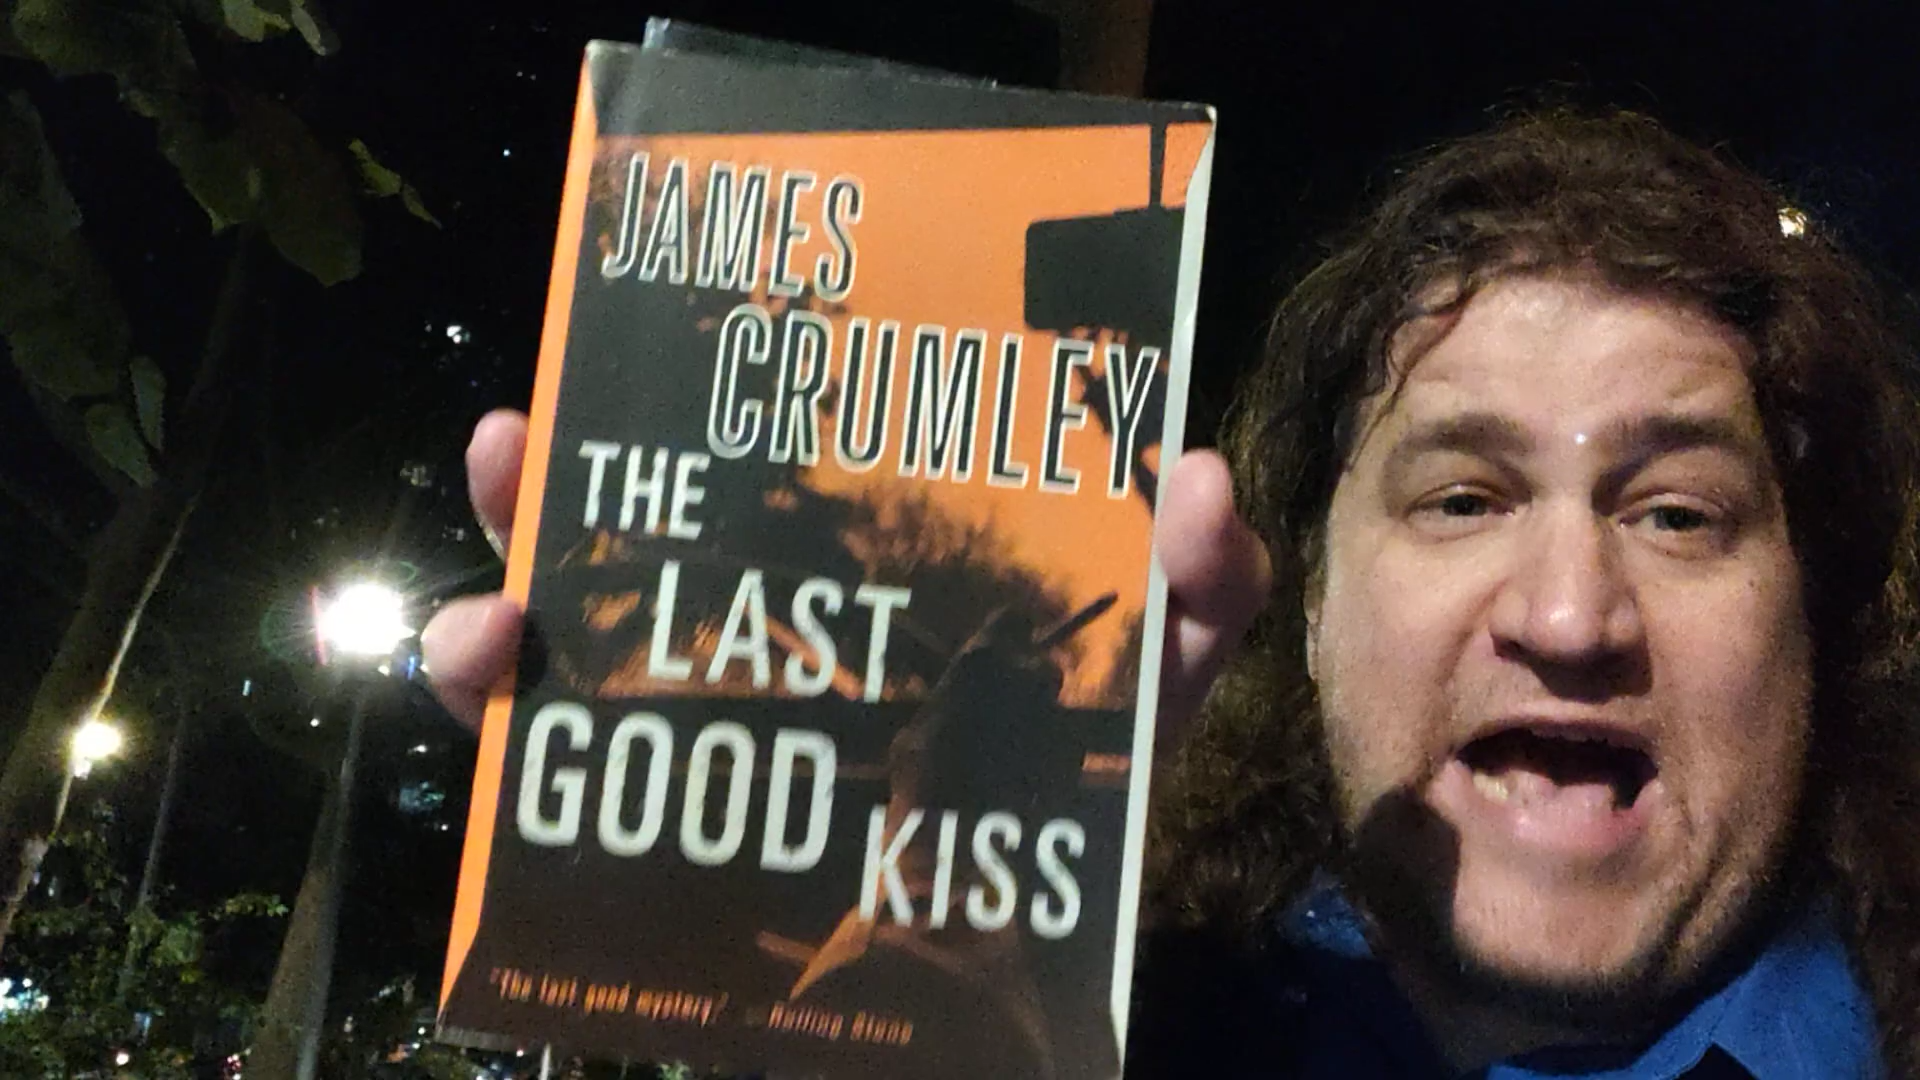 JAMES
CRUMLEY
THE
LAST
GOOD KISS
"The last good mystery." —Rolling Stone